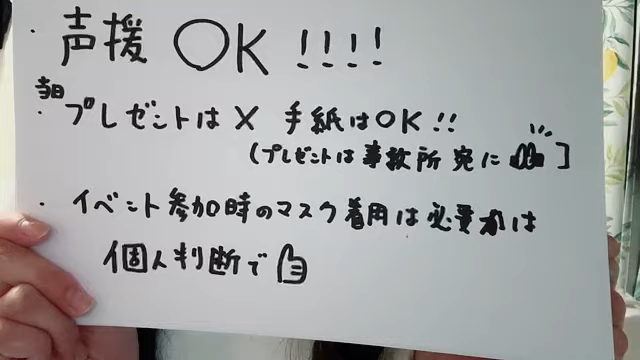 ・声援 OK !!!!
・当日プレゼントは× 手紙はOK!!
(プレゼントは事務所宛に
・イベント参加時のマスク着用は必要かは
個人判断で